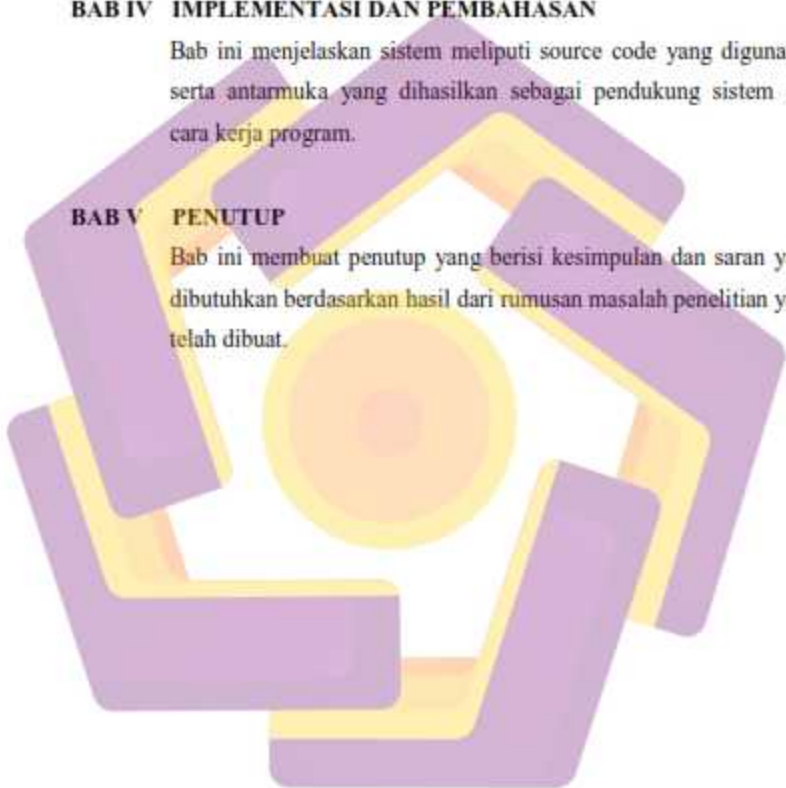 BAB IV IMPLEMENTASI DAN PEMBAHASAN
Bab ini menjelaskan sistem meliputi source code yang diguna
serta antarmuka yang dihasilkan sebagai pendukung sistem
cara kerja program.
BAB V PENUTUP
Bab ini membuat penutup yang berisi kesimpulan dan saran y
dibutuhkan berdasarkan hasil dari rumusan masalah penelitian y
telah dibuat.